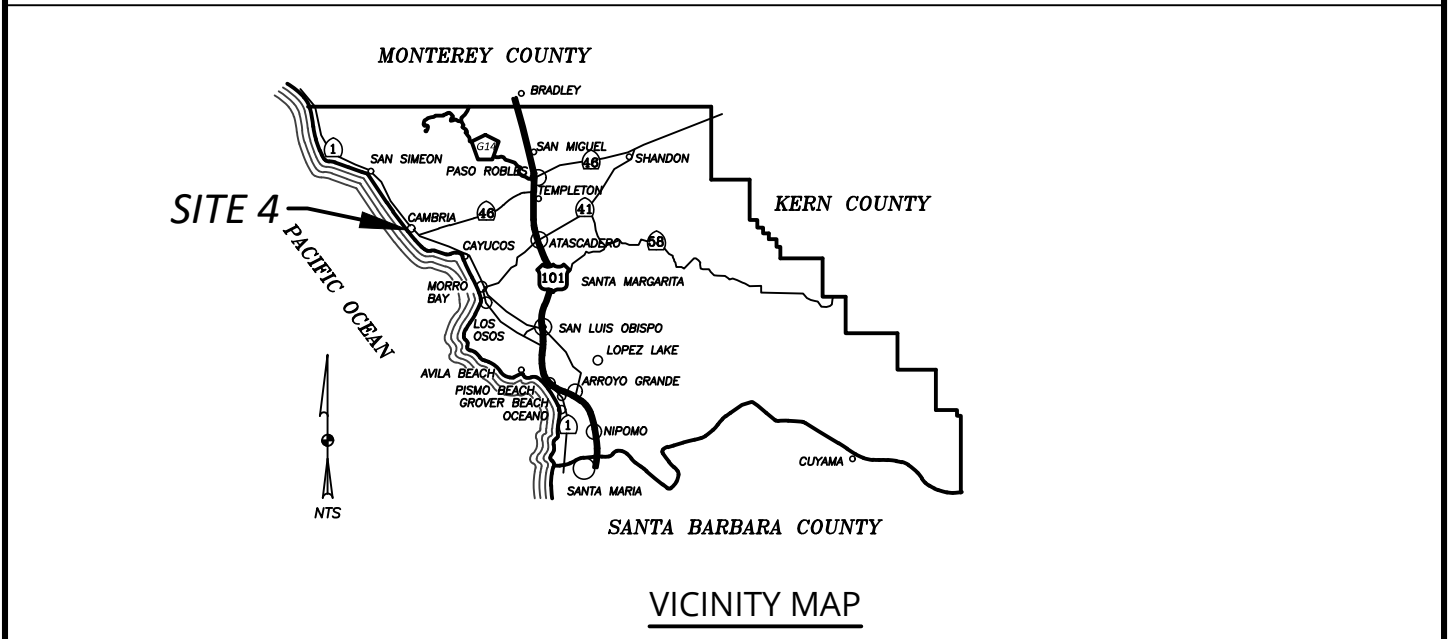 MONTEREY COUNTY
BRADLEY
1
SAN SIMEON
G14
SAN MIGUEL
46
SHANDON
PASO ROBLES
TEMPLETON
KERN COUNTY
SITE 4
CAMBRIA
46
41
CAYUCOS
ATASCADERO
58
PACIFIC OCEAN
101
SANTA MARGARITA
MORRO
BAY
LOS
OSOS
SAN LUIS OBISPO
LOPEZ LAKE
AVILA BEACH
ARROYO GRANDE
PISMO BEACH
GROVER BEACH
OCEANO
1
NIPOMO
CUYAMA
SANTA MARIA
NTS
SANTA BARBARA COUNTY
VICINITY MAP